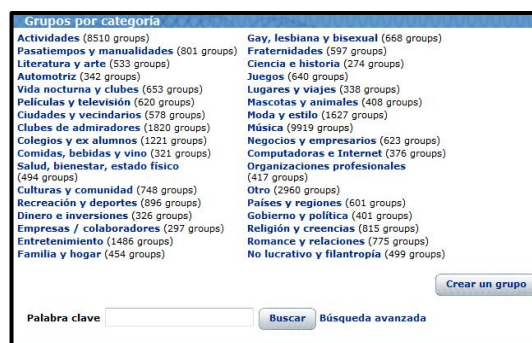 Grupos por categoría
Actividades (8510 groups)
Pasatiempos y manualidades (801 groups)
Literatura y arte (533 groups)
Automotriz (342 groups)
Vida nocturna y clubes (653 groups)
Películas y televisión (620 groups)
Ciudades y vecindarios (578 groups)
Clubes de admiradores (1820 groups)
Colegios y ex alumnos (1221 groups)
Comidas, bebidas y vino (321 groups)
Salud, bienestar, estado físico
(494 groups)
Culturas y comunidad (748 groups)
Recreación y deportes (896 groups)
Dinero e inversiones (326 groups)
Empresas / colaboradores (297 groups)
Entretenimiento (1486 groups)
Familia y hogar (454 groups)
Gay, lesbiana y bisexual (668 groups)
Fraternidades (597 groups)
Ciencia e historia (274 groups)
Juegos (640 groups)
Lugares y viajes (338 groups)
Mascotas y animales (408 groups)
Moda y estilo (1627 groups)
Música (9919 groups)
Negocios y empresarios (623 groups)
Computadoras e Internet (376 groups)
Organizaciones profesionales
(417 groups)
Otro (2960 groups)
Países y regiones (601 groups)
Gobierno y política (401 groups)
Religión y creencias (815 groups)
Romance y relaciones (775 groups)
No lucrativo y filantropía (499 groups)
Crear un grupo
Palabra clave Buscar Búsqueda avanzada